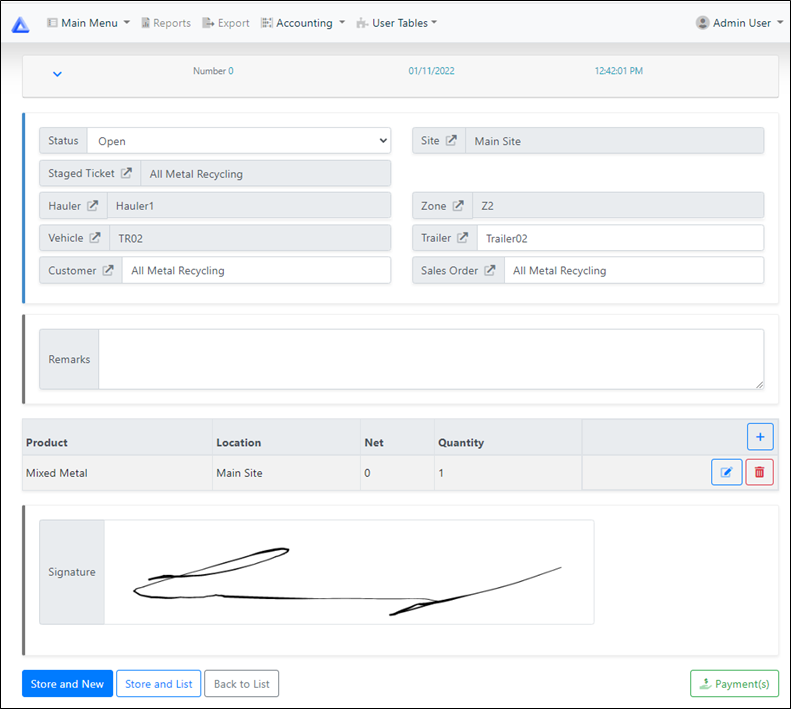 Main Menu Reports Export Accounting User Tables Admin User
Number 0 01/11/2022 12:42:01 PM
Status Open Site Main Site
Staged Ticket All Metal Recycling
Hauler Hauler1 Zone Z2
Vehicle TR02 Trailer Trailer02
Customer All Metal Recycling Sales Order All Metal Recycling
Remarks
Product Location Net Quantity +
Mixed Metal Main Site 0 1
Signature
Store and New Store and List Back to List Payment(s)